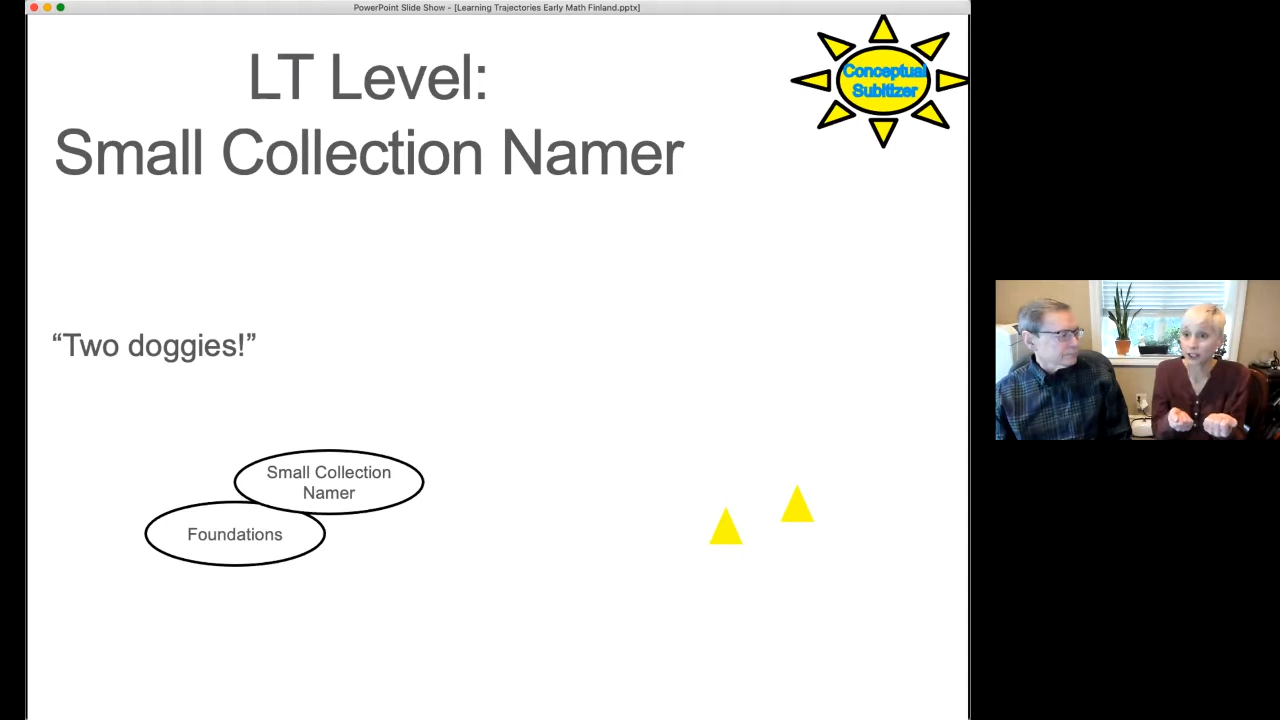 PowerPoint Slide Show - [Learning Trajectories Early Math Finland.pptx]
LT Level:
Small Collection Namer
Conceptual
Subitizer
“Two doggies!”
Small Collection
Namer
Foundations